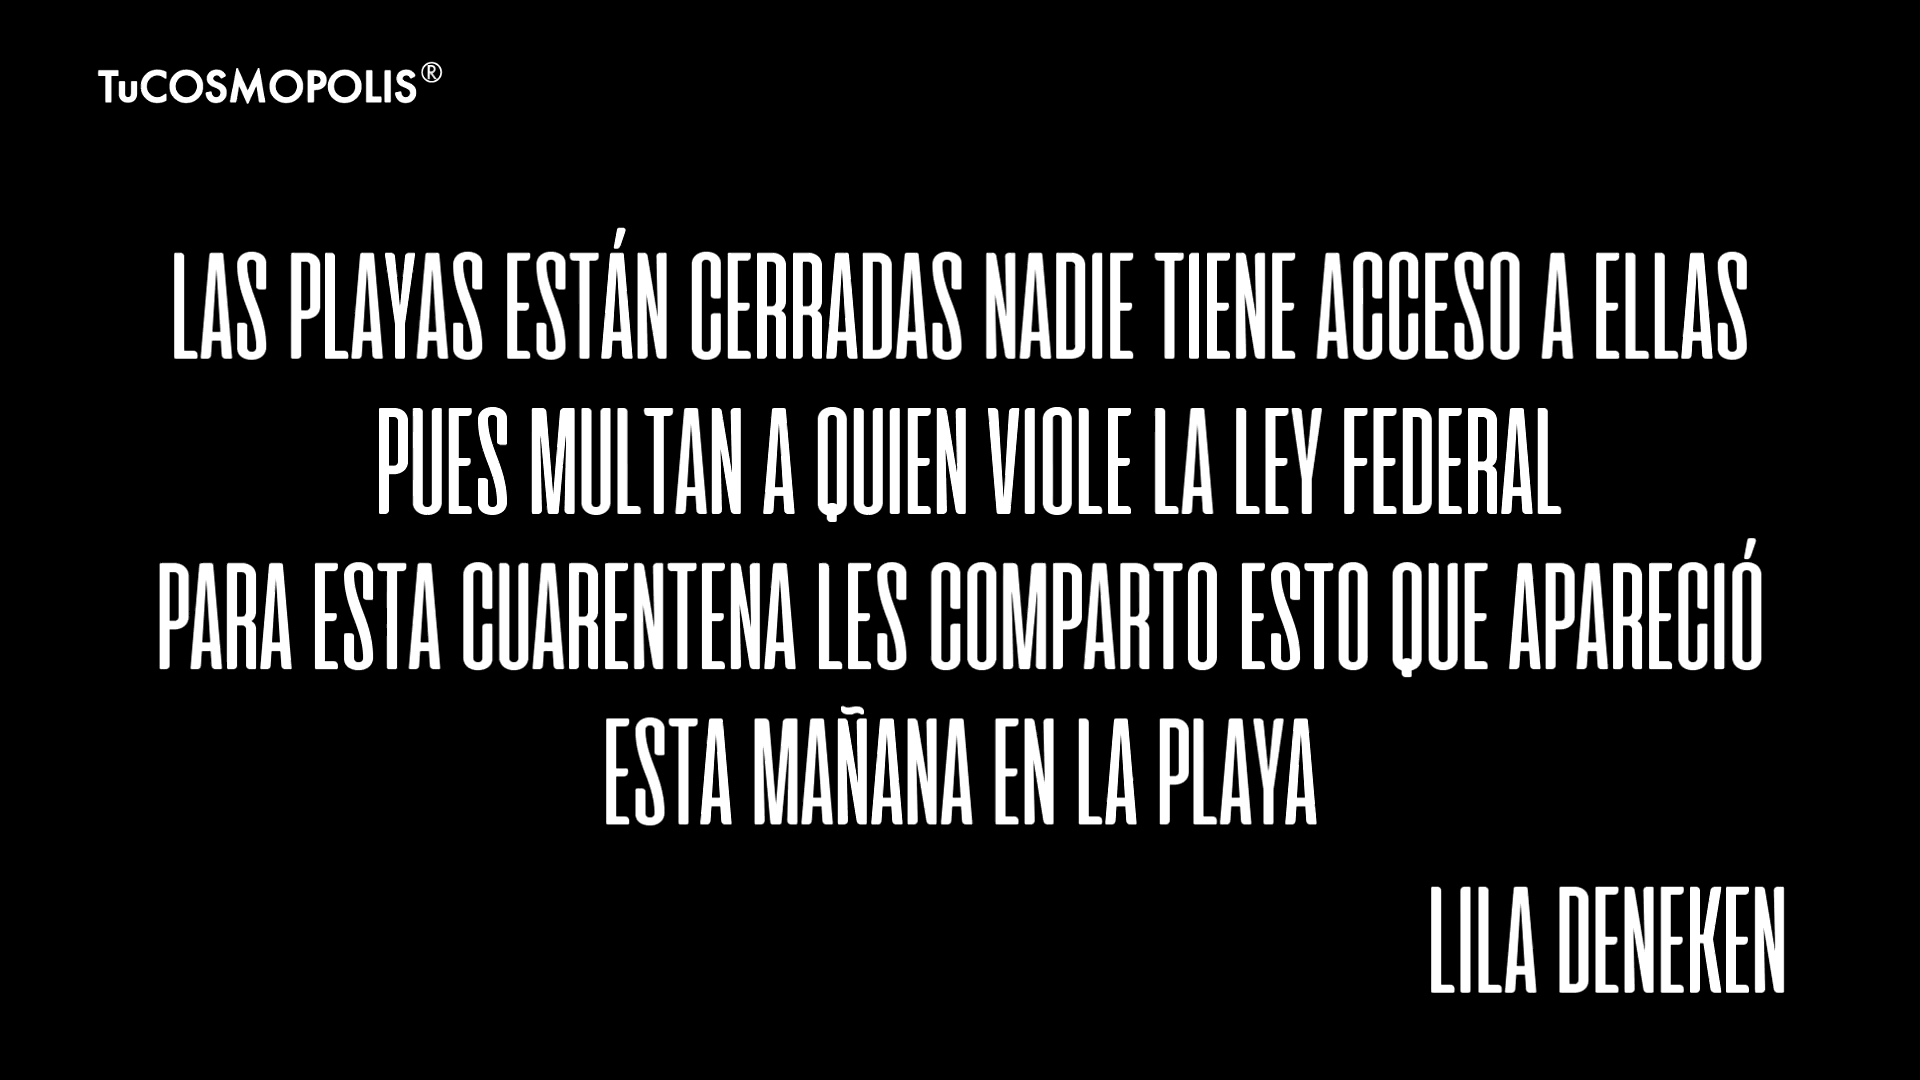 TuCOSMOPOLIS®
LAS PLAYAS ESTÁN CERRADAS NADIE TIENE ACCESO A ELLAS
PUES MULTAN A QUIEN VIOLE LA LEY FEDERAL
PARA ESTA CUARENTENA LES COMPARTO ESTO QUE APARECIÓ
ESTA MAÑANA EN LA PLAYA
LILA DENEKEN